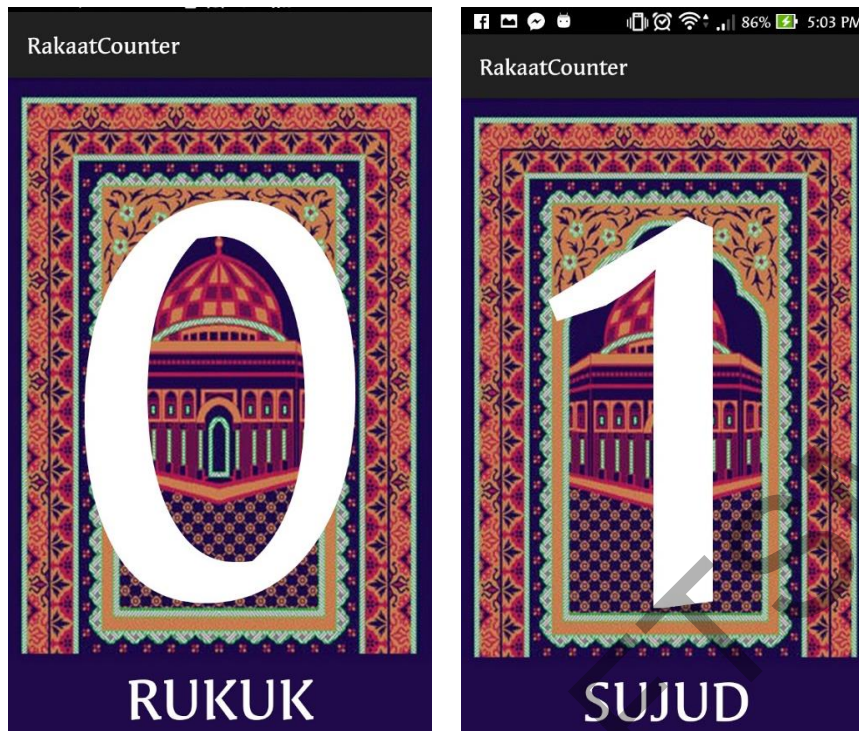 RakaatCounter
0
RUKUK
86% 5:03 PM
RakaatCounter
1
SUJUD